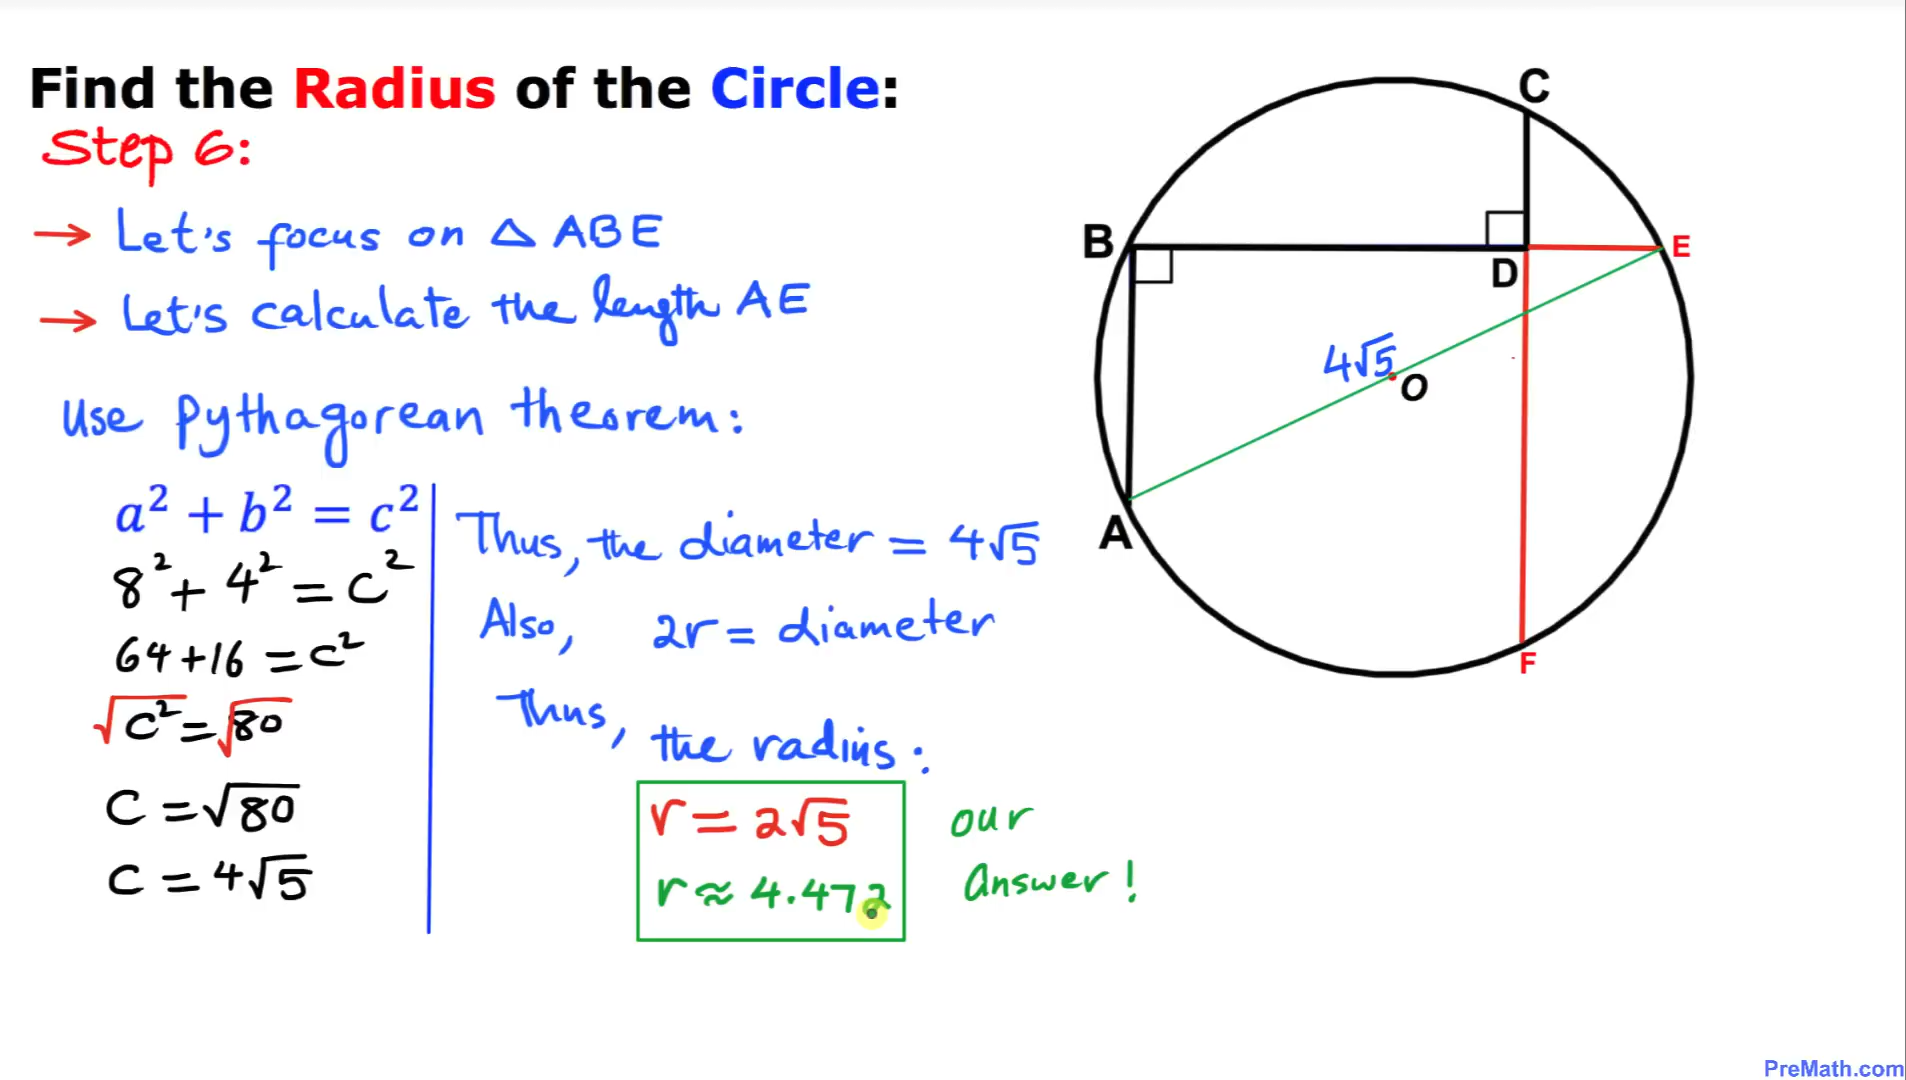 Find the Radius of the Circle:
Step 6:
→ Let's focus on △ ABE
→ Let's calculate the length AE
Use Pythagorean theorem:
a² + b² = c²
8² + 4² = c²
64 + 16 = c²
√c² = √80
C = √80
C = 4√5
Thus, the diameter = 4√5
Also, 2r = diameter
Thus, the radius:
r = 2√5
r ≈ 4.472
our
Answer!
C
B
D
E
4√5
O
A
F
PreMath.com